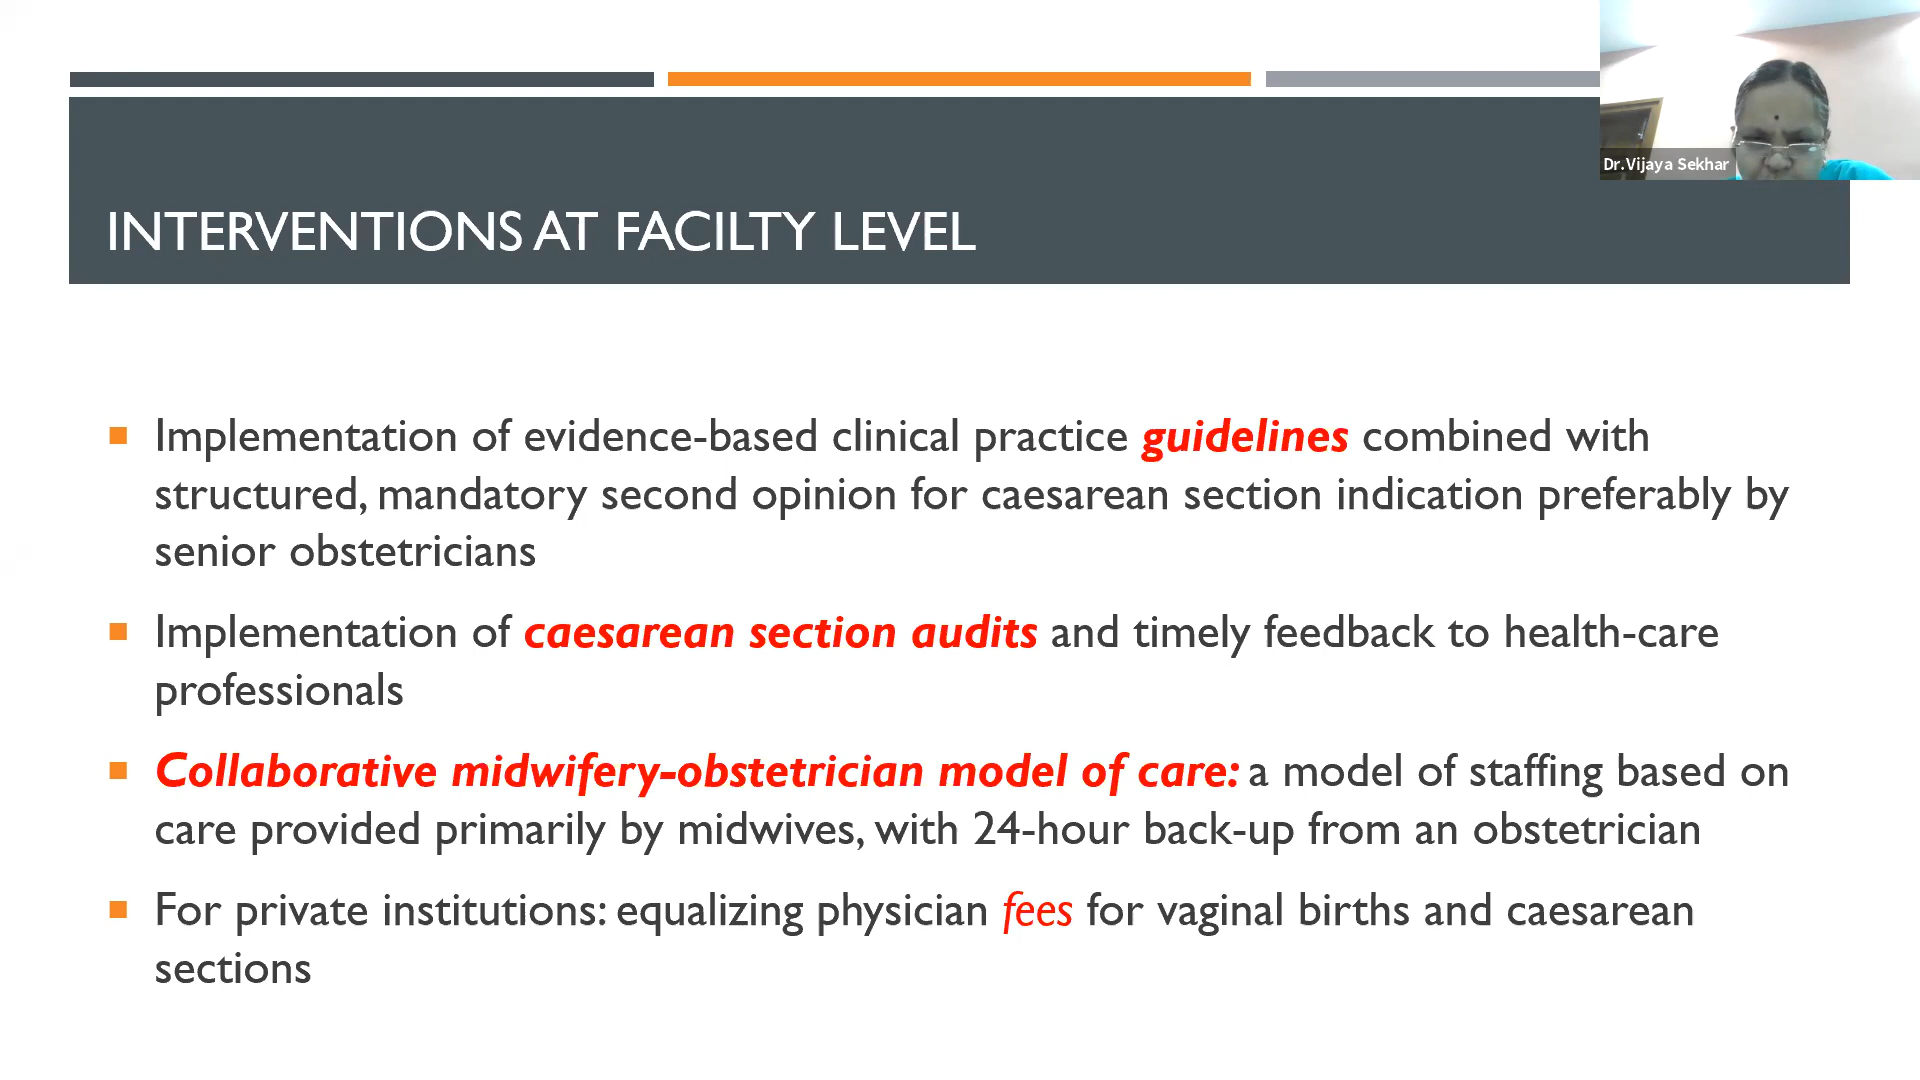 Dr.Vijaya Sekhar
INTERVENTIONS AT FACILTY LEVEL
Implementation of evidence-based clinical practice guidelines combined with
structured, mandatory second opinion for caesarean section indication preferably by
senior obstetricians
Implementation of caesarean section audits and timely feedback to health-care
professionals
Collaborative midwifery-obstetrician model of care: a model of staffing based on
care provided primarily by midwives, with 24-hour back-up from an obstetrician
For private institutions: equalizing physician fees for vaginal births and caesarean
sections